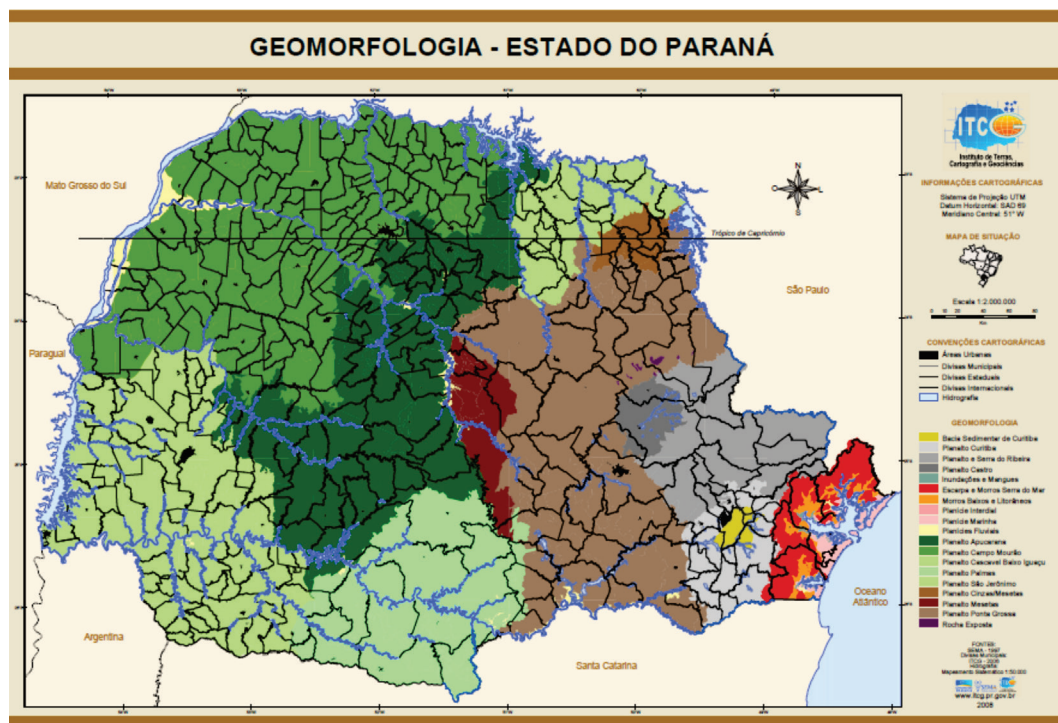 GEOMORFOLOGIA - ESTADO DO PARANÁ
Mato Grosso do Sul
Trópico de Capricórnio
São Paulo
Paraguai
Argentina
Santa Catarina
Oceano
Atlântico
N
S
ITCG
Instituto de Terras,
Cartografia e Geociências
INFORMAÇÕES CARTOGRÁFICAS
Sistema de Projeção UTM
Datum Horizontal: SAD 69
Meridiano Central: 51° W
MAPA DE SITUAÇÃO
Escala 1:2.000.000
Km
CONVENÇÕES CARTOGRÁFICAS
Áreas Urbanas
Divisas Municipais
Divisas Estaduais
Divisas Internacionais
Hidrografia
GEOMORFOLOGIA
Bacia Sedimentar de Curitiba
Planalto Curitiba
Planalto e Serra do Ribeira
Planalto Castro
Inundações e Mangues
Escarpa e Morros Serra do Mar
Morros Baixos e Litorâneos
Planície Marinha
Planícies Fluviais
Planalto Apucarana
Planalto Campo Mourão
Planalto Cascavel Baixo Iguaçu
Planalto Palmas
Planalto São Jerônimo
Planalto Cinzas/Mesetas
Planalto Mesetas
Planalto Ponta Grossa
Rocha Exposta
FONTES:
Divisas Municipais
Hidrografia:
www.itcg.pr.gov.br
2008